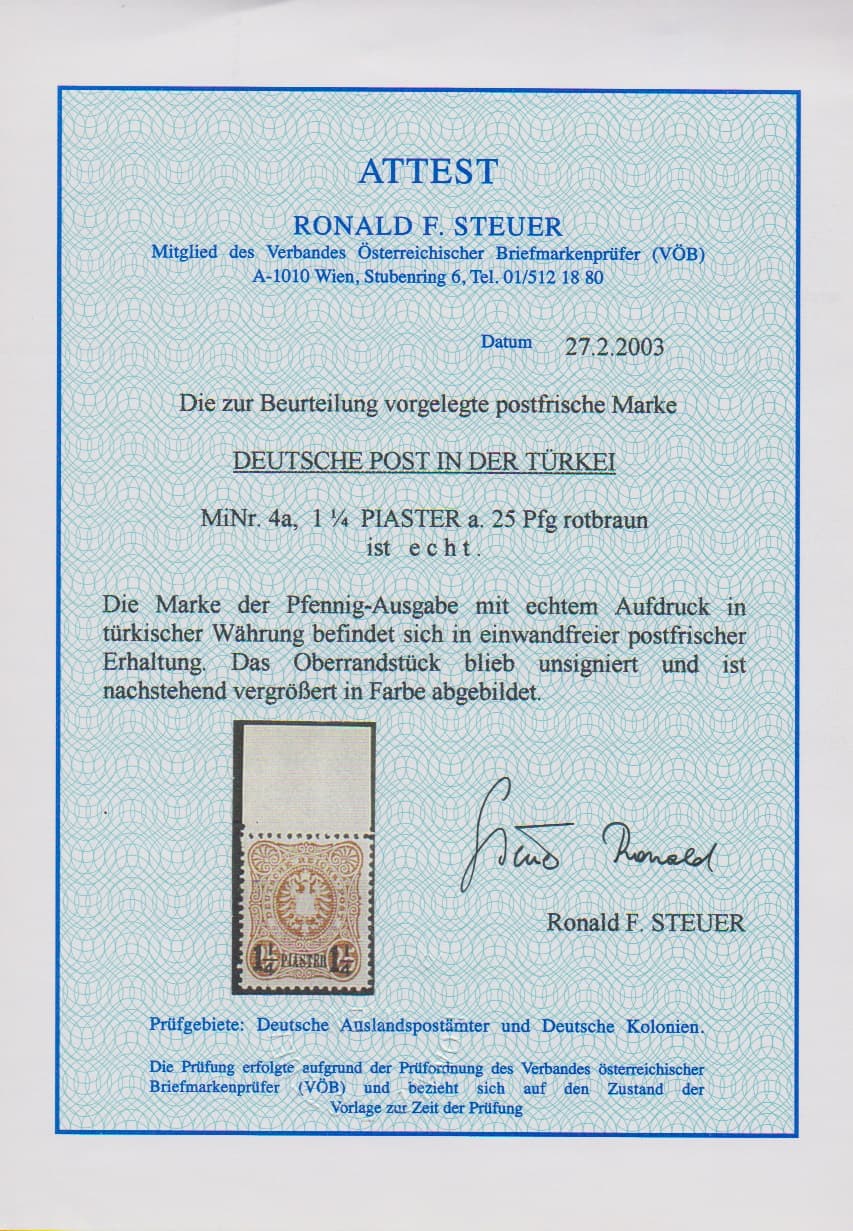 ATTEST
RONALD F. STEUER
Mitglied des Verbandes Österreichischer Briefmarkenprüfer (VÖB)
A-1010 Wien, Stubenring 6, Tel. 01/512 18 80
Datum 27.2.2003
Die zur Beurteilung vorgelegte postfrische Marke
DEUTSCHE POST IN DER TÜRKEI
MiNr. 4a, 1 ¼ PIASTER a. 25 Pfg rotbraun
ist e c h t .
Die Marke der Pfennig-Ausgabe mit echtem Aufdruck in
türkischer Währung befindet sich in einwandfreier postfrischer
Erhaltung. Das Oberrandstück blieb unsigniert und ist
nachstehend vergrößert in Farbe abgebildet.
1¼ PIASTER 1¼
Ronald
Ronald F. STEUER
Prüfgebiete: Deutsche Auslandspostämter und Deutsche Kolonien.
Die Prüfung erfolgte aufgrund der Prüfordnung des Verbandes österreichischer
Briefmarkenprüfer (VÖB) und bezieht sich auf den Zustand der
Vorlage zur Zeit der Prüfung